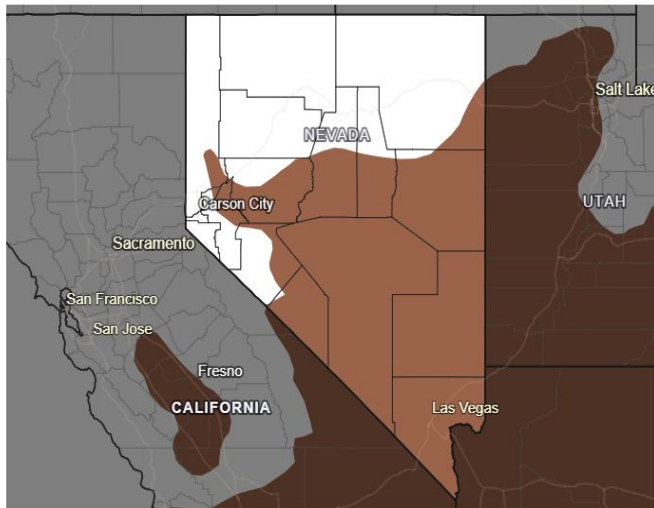 Salt Lake
NEVADA
UTAH
Carson City
Sacramento
San Francisco
San Jose
Fresno
CALIFORNIA
Las Vegas